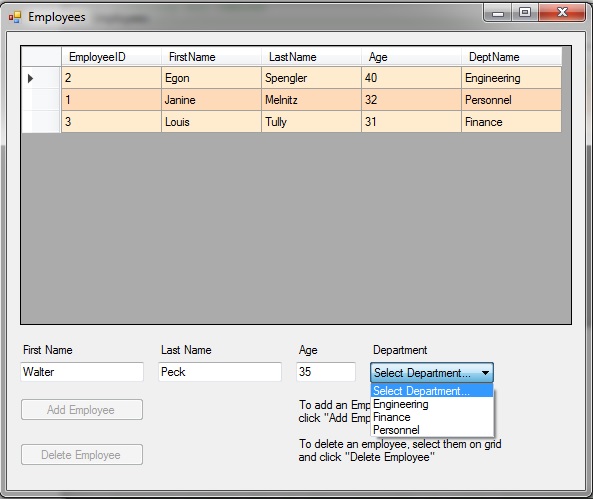 Employees
EmployeeID FirstName LastName Age DeptName
2 Egon Spengler 40 Engineering
1 Janine Melnitz 32 Personnel
3 Louis Tully 31 Finance
First Name Last Name Age Department
Walter Peck 35 Select Department...
Select Department...
Add Employee To add an Emp Engineering
click "Add Emp Finance
Personnel
Delete Employee To delete an employee, select them on grid
and click "Delete Employee"